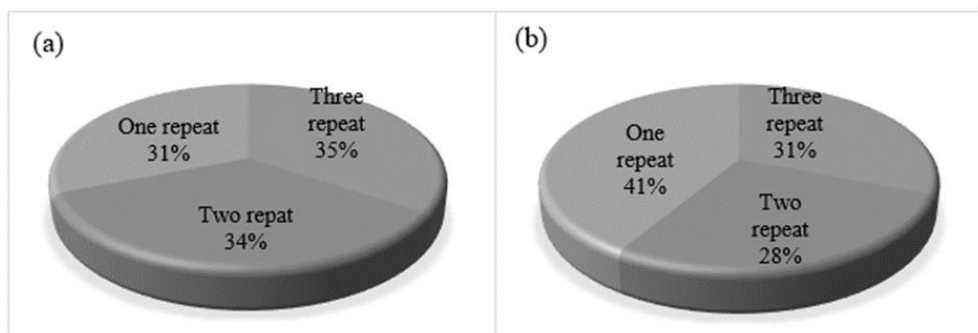 (a)
Three
repeat
35%
One repeat
31%
Two repat
34%
(b)
Three
repeat
31%
One
repeat
41%
Two
repeat
28%